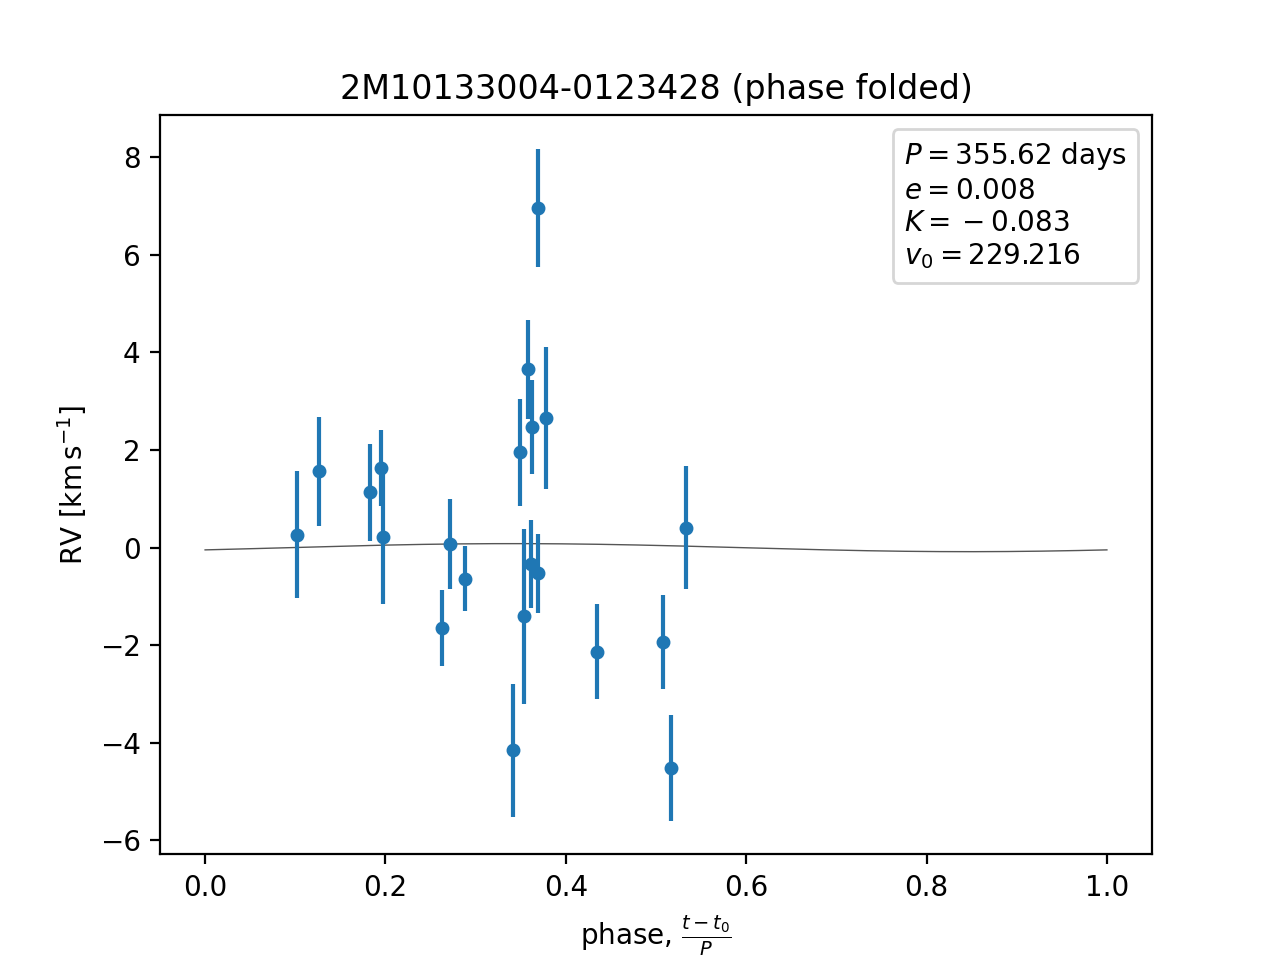 2M10133004-0123428 (phase folded)
P = 355.62 days
e = 0.008
K = −0.083
v₀ = 229.216
RV [km s⁻¹]
8
6
4
2
0
−2
−4
−6
0.0 0.2 0.4 0.6 0.8 1.0
phase, (t − t₀)/P